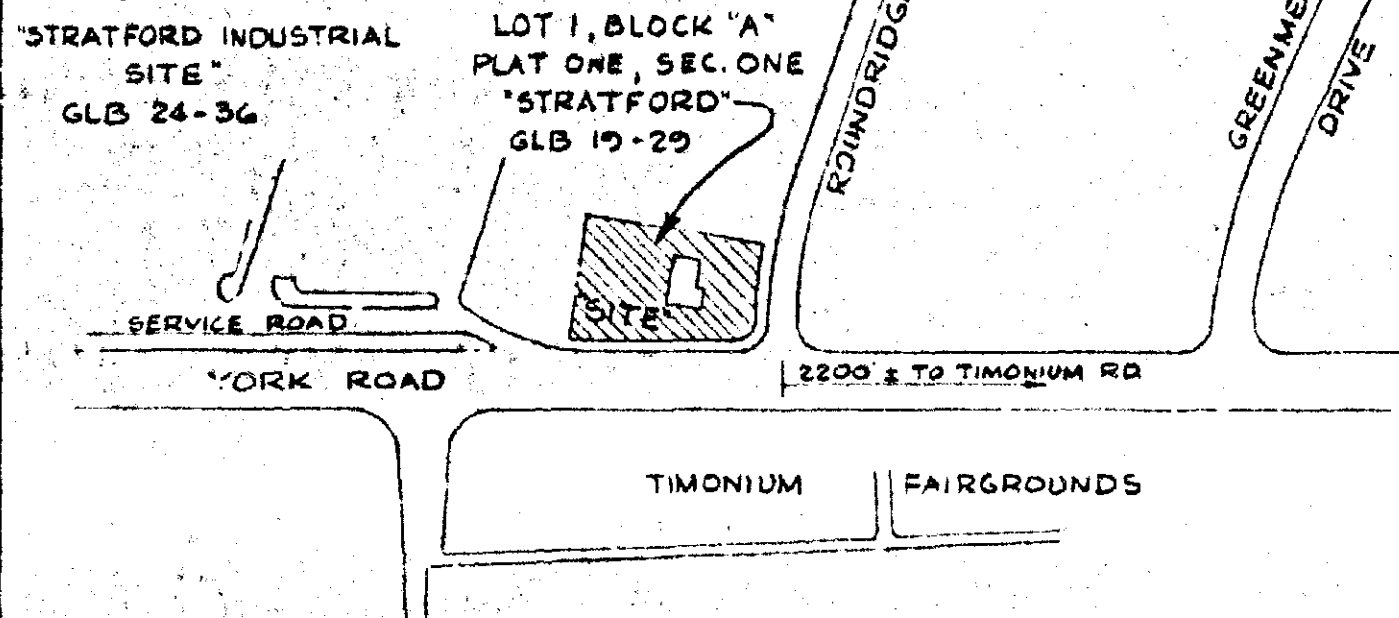 "STRATFORD INDUSTRIAL
SITE"
GLB 24-36
LOT 1, BLOCK "A"
PLAT ONE, SEC. ONE
"STRATFORD"
GLB 19-29
DRIVE
"SITE"
SERVICE ROAD
YORK ROAD
2200'± TO TIMONIUM RD
TIMONIUM FAIRGROUNDS